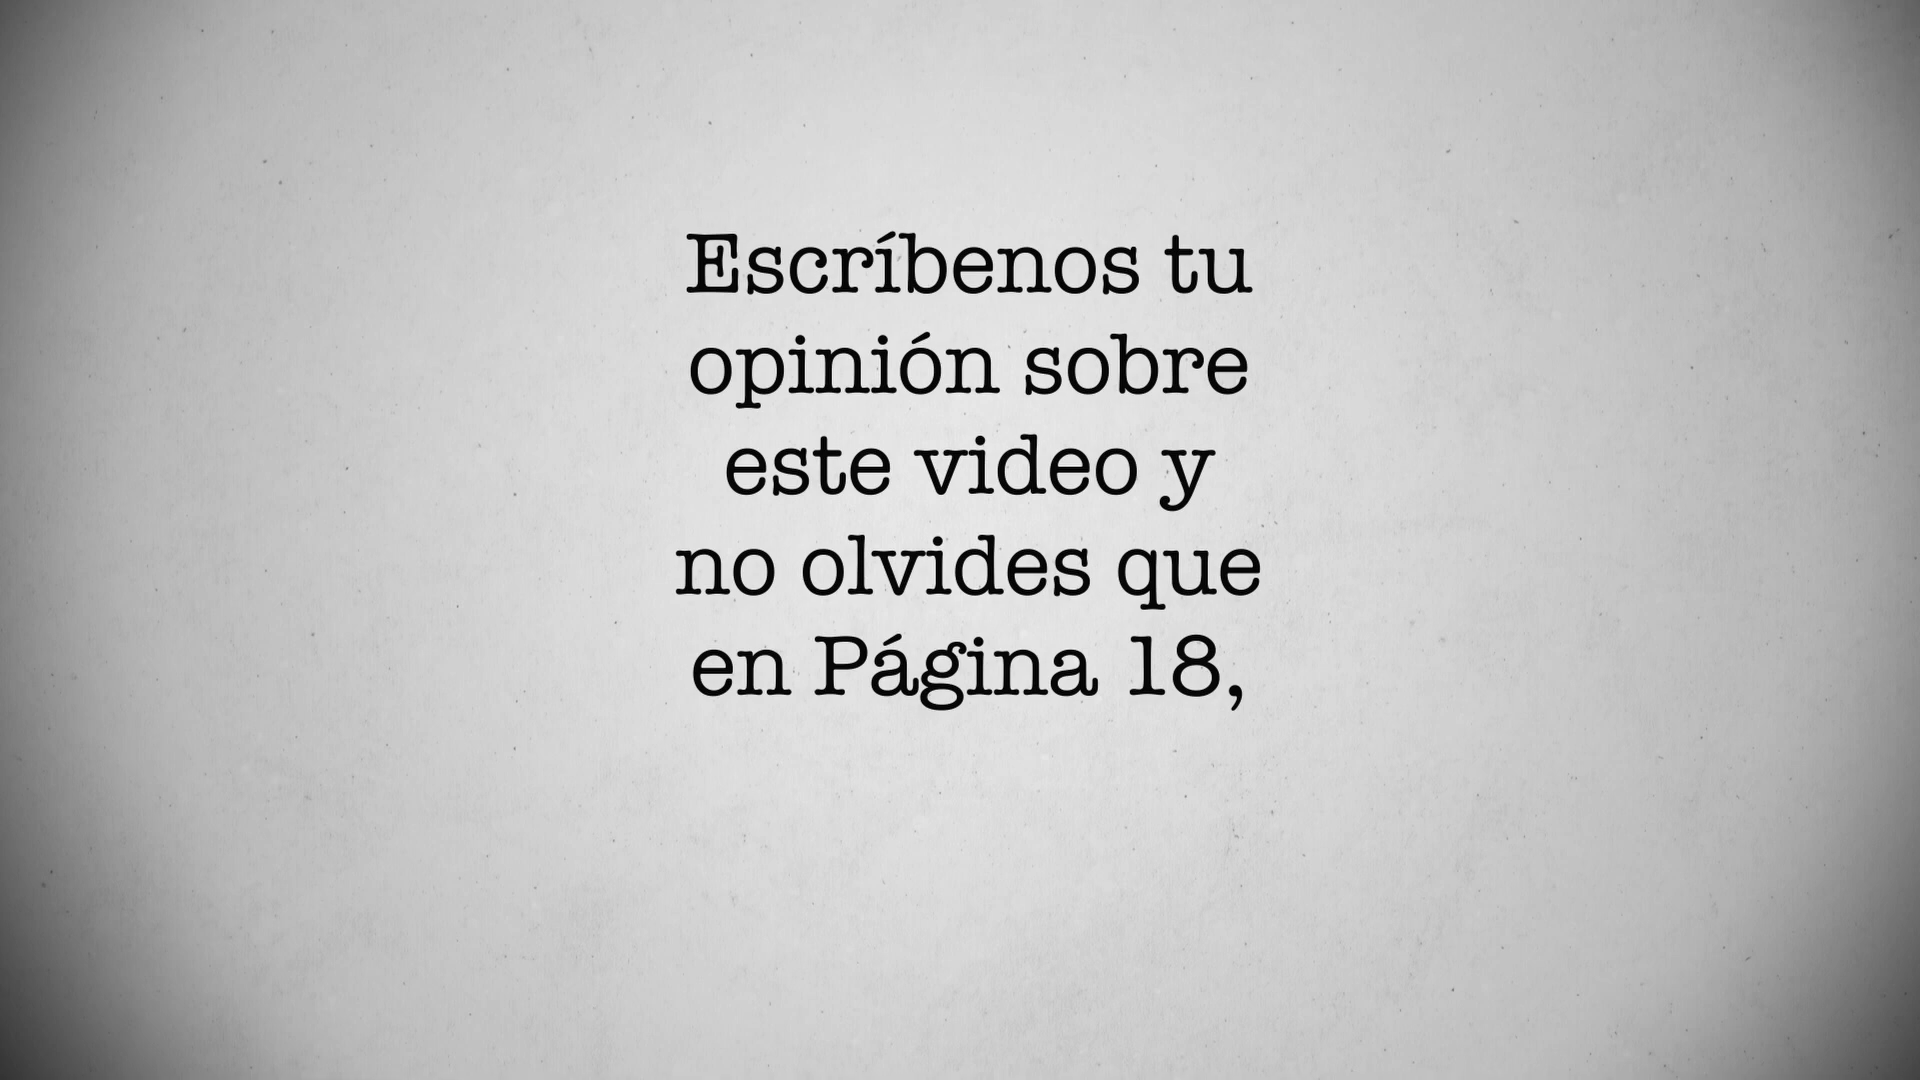 Escríbenos tu
opinión sobre
este video y
no olvides que
en Página 18,